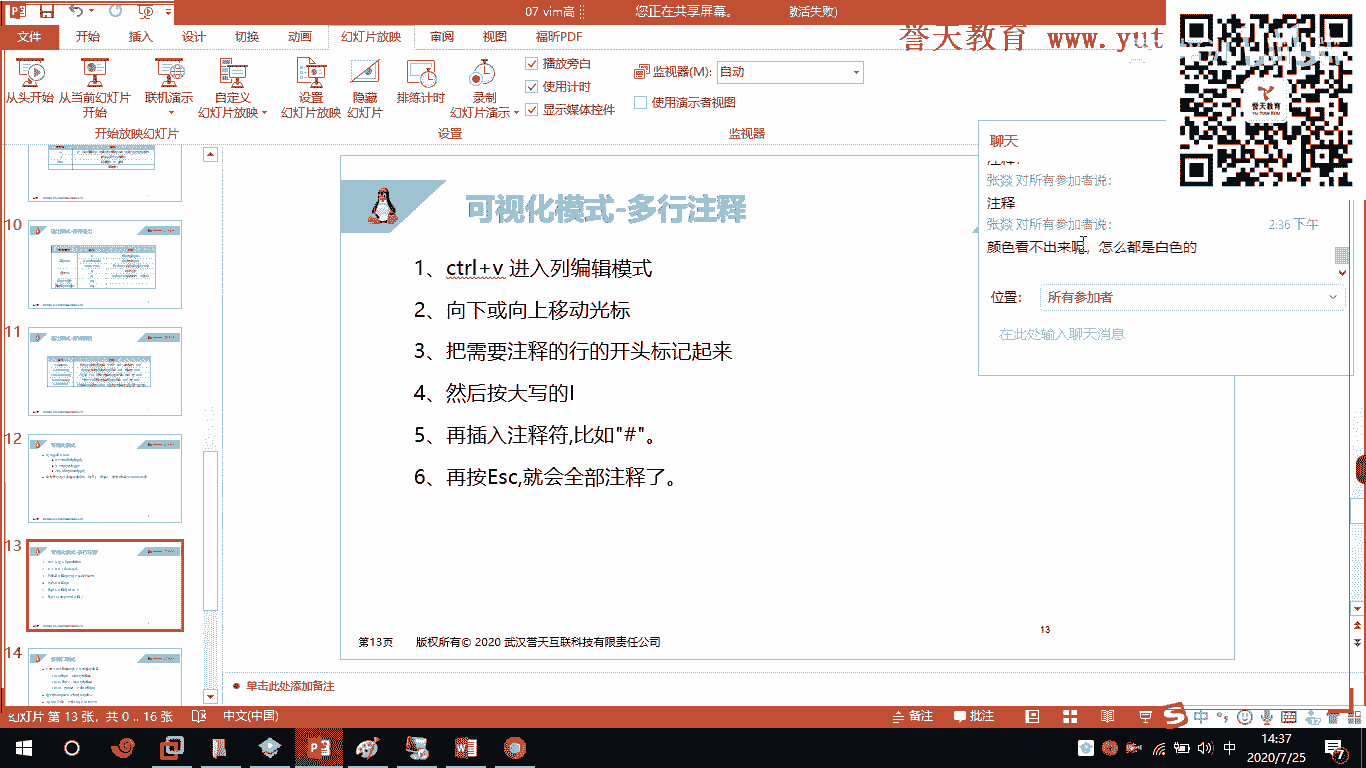 07 vim高
您正在共享屏幕。
激活失败)
文件 开始 插入 设计 切换 动画 幻灯片放映 审阅 视图 福昕PDF
誉天教育 www.yut
从头开始
从当前幻灯片
开始
联机演示
自定义
幻灯片放映
开始放映幻灯片
设置
幻灯片放映
隐藏
幻灯片
排练计时
录制
幻灯片演示
播放旁白
使用计时
显示媒体控件
设置
监视器(M): 自动
使用演示者视图
监视器
誉天教育
YU TIAN EDU
聊天
张燚 对所有参加者说:
注释
张燚 对所有参加者说: 2:36 下午
颜色看不出来呢，怎么都是白色的
位置: 所有参加者
在此处输入聊天消息
10
11
12
13
14
可视化模式-多行注释
1、ctrl+v 进入列编辑模式
2、向下或向上移动光标
3、把需要注释的行的开头标记起来
4、然后按大写的I
5、再插入注释符,比如"#"。
6、再按Esc,就会全部注释了。
13
第13页 版权所有© 2020 武汉誉天互联科技有限责任公司
单击此处添加备注
幻灯片 第 13 张，共 0 .. 16 张 中文(中国) 备注 批注
中
中
14:37
2020/7/25
7